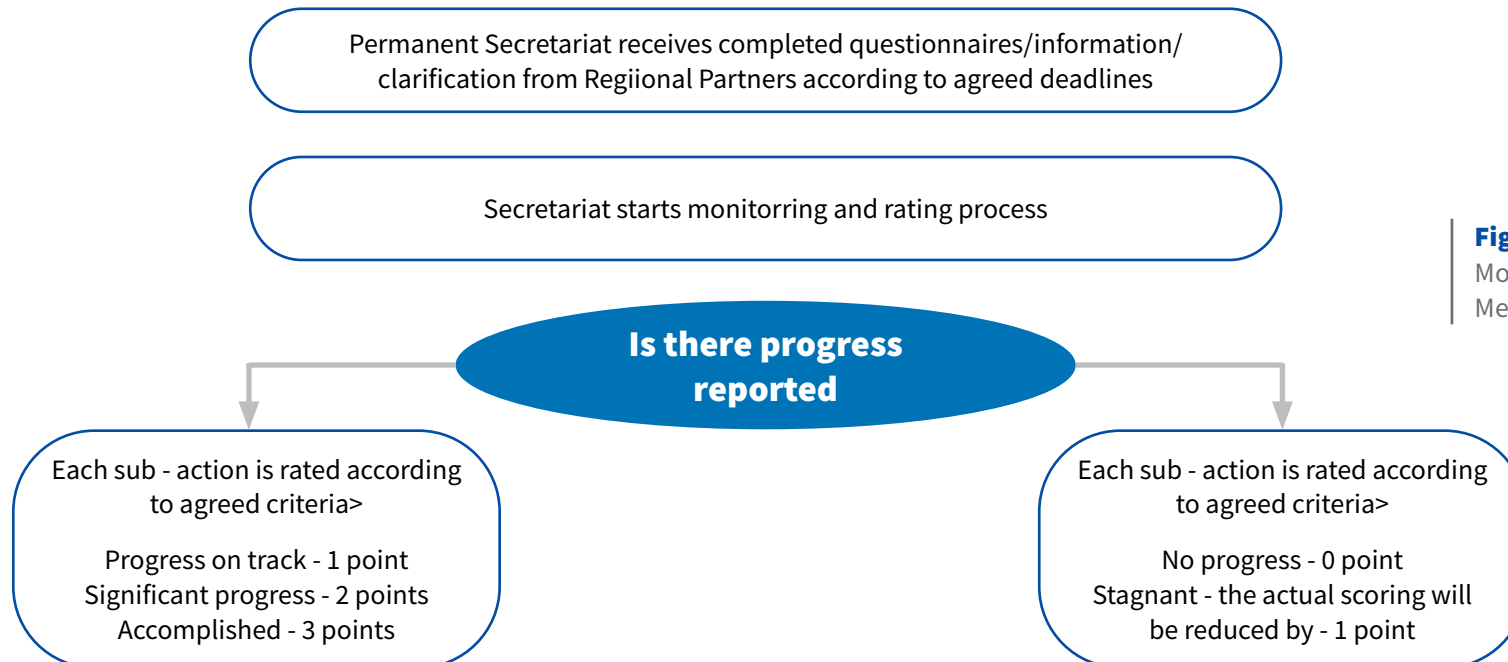 Permanent Secretariat receives completed questionnaires/information/
clarification from Regiional Partners according to agreed deadlines
Secretariat starts monitorring and rating process
Fig
Mo
Me
Is there progress
reported
Each sub - action is rated according
to agreed criteria>
Progress on track - 1 point
Significant progress - 2 points
Accomplished - 3 points
Each sub - action is rated according
to agreed criteria>
No progress - 0 point
Stagnant - the actual scoring will
be reduced by - 1 point